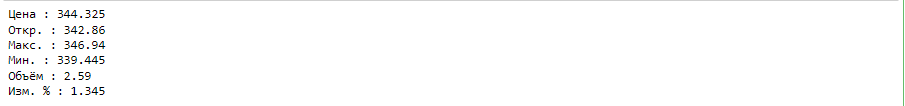 Цена : 344.325
Откр. : 342.86
Макс. : 346.94
Мин. : 339.445
Объём : 2.59
Изм. % : 1.345